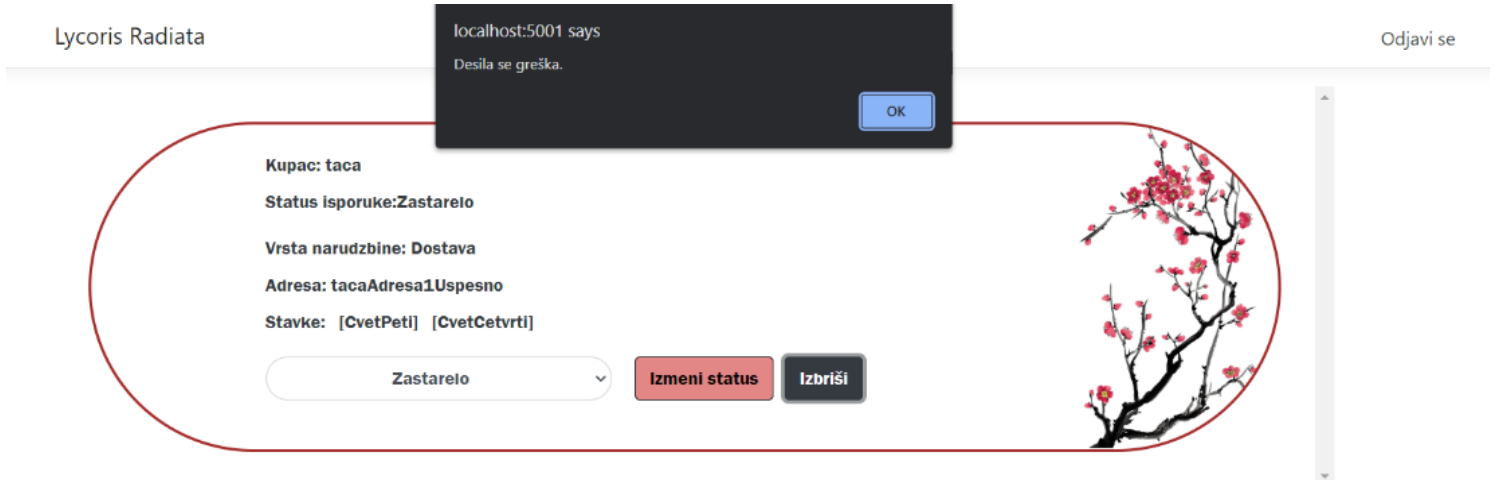 Lycoris Radiata
localhost:5001 says
Desila se greška.
OK
Odjavi se
Kupac: taca
Status isporuke:Zastarelo
Vrsta narudzbine: Dostava
Adresa: tacaAdresa1Uspesno
Stavke: [CvetPeti] [CvetCetvrti]
Zastarelo Izmeni status Izbriši